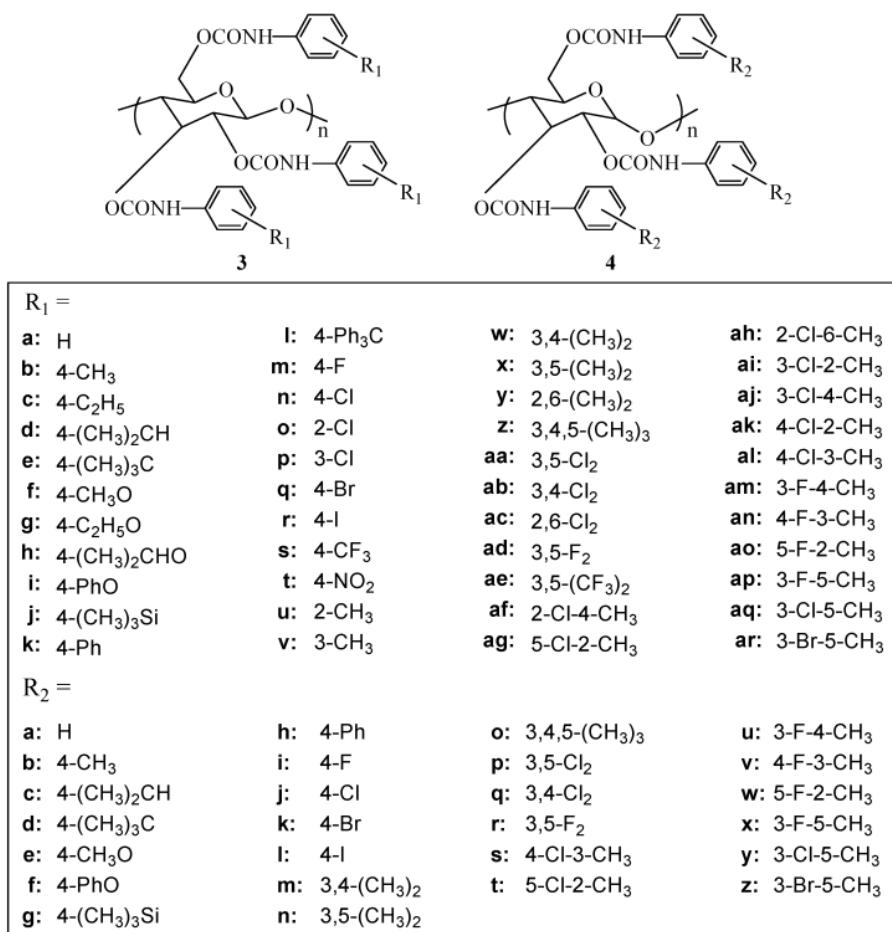 OCONH
R₁
O
O
n
OCONH
R₁
OCONH
R₁
3
OCONH
R₂
O
O
n
OCONH
R₂
OCONH
R₂
4
R₁ =
a: H
b: 4-CH₃
c: 4-C₂H₅
d: 4-(CH₃)₂CH
e: 4-(CH₃)₃C
f: 4-CH₃O
g: 4-C₂H₅O
h: 4-(CH₃)₂CHO
i: 4-PhO
j: 4-(CH₃)₃Si
k: 4-Ph
l: 4-Ph₃C
m: 4-F
n: 4-Cl
o: 2-Cl
p: 3-Cl
q: 4-Br
r: 4-I
s: 4-CF₃
t: 4-NO₂
u: 2-CH₃
v: 3-CH₃
w: 3,4-(CH₃)₂
x: 3,5-(CH₃)₂
y: 2,6-(CH₃)₂
z: 3,4,5-(CH₃)₃
aa: 3,5-Cl₂
ab: 3,4-Cl₂
ac: 2,6-Cl₂
ad: 3,5-F₂
ae: 3,5-(CF₃)₂
af: 2-Cl-4-CH₃
ag: 5-Cl-2-CH₃
ah: 2-Cl-6-CH₃
ai: 3-Cl-2-CH₃
aj: 3-Cl-4-CH₃
ak: 4-Cl-2-CH₃
al: 4-Cl-3-CH₃
am: 3-F-4-CH₃
an: 4-F-3-CH₃
ao: 5-F-2-CH₃
ap: 3-F-5-CH₃
aq: 3-Cl-5-CH₃
ar: 3-Br-5-CH₃
R₂ =
a: H
b: 4-CH₃
c: 4-(CH₃)₂CH
d: 4-(CH₃)₃C
e: 4-CH₃O
f: 4-PhO
g: 4-(CH₃)₃Si
h: 4-Ph
i: 4-F
j: 4-Cl
k: 4-Br
l: 4-I
m: 3,4-(CH₃)₂
n: 3,5-(CH₃)₂
o: 3,4,5-(CH₃)₃
p: 3,5-Cl₂
q: 3,4-Cl₂
r: 3,5-F₂
s: 4-Cl-3-CH₃
t: 5-Cl-2-CH₃
u: 3-F-4-CH₃
v: 4-F-3-CH₃
w: 5-F-2-CH₃
x: 3-F-5-CH₃
y: 3-Cl-5-CH₃
z: 3-Br-5-CH₃